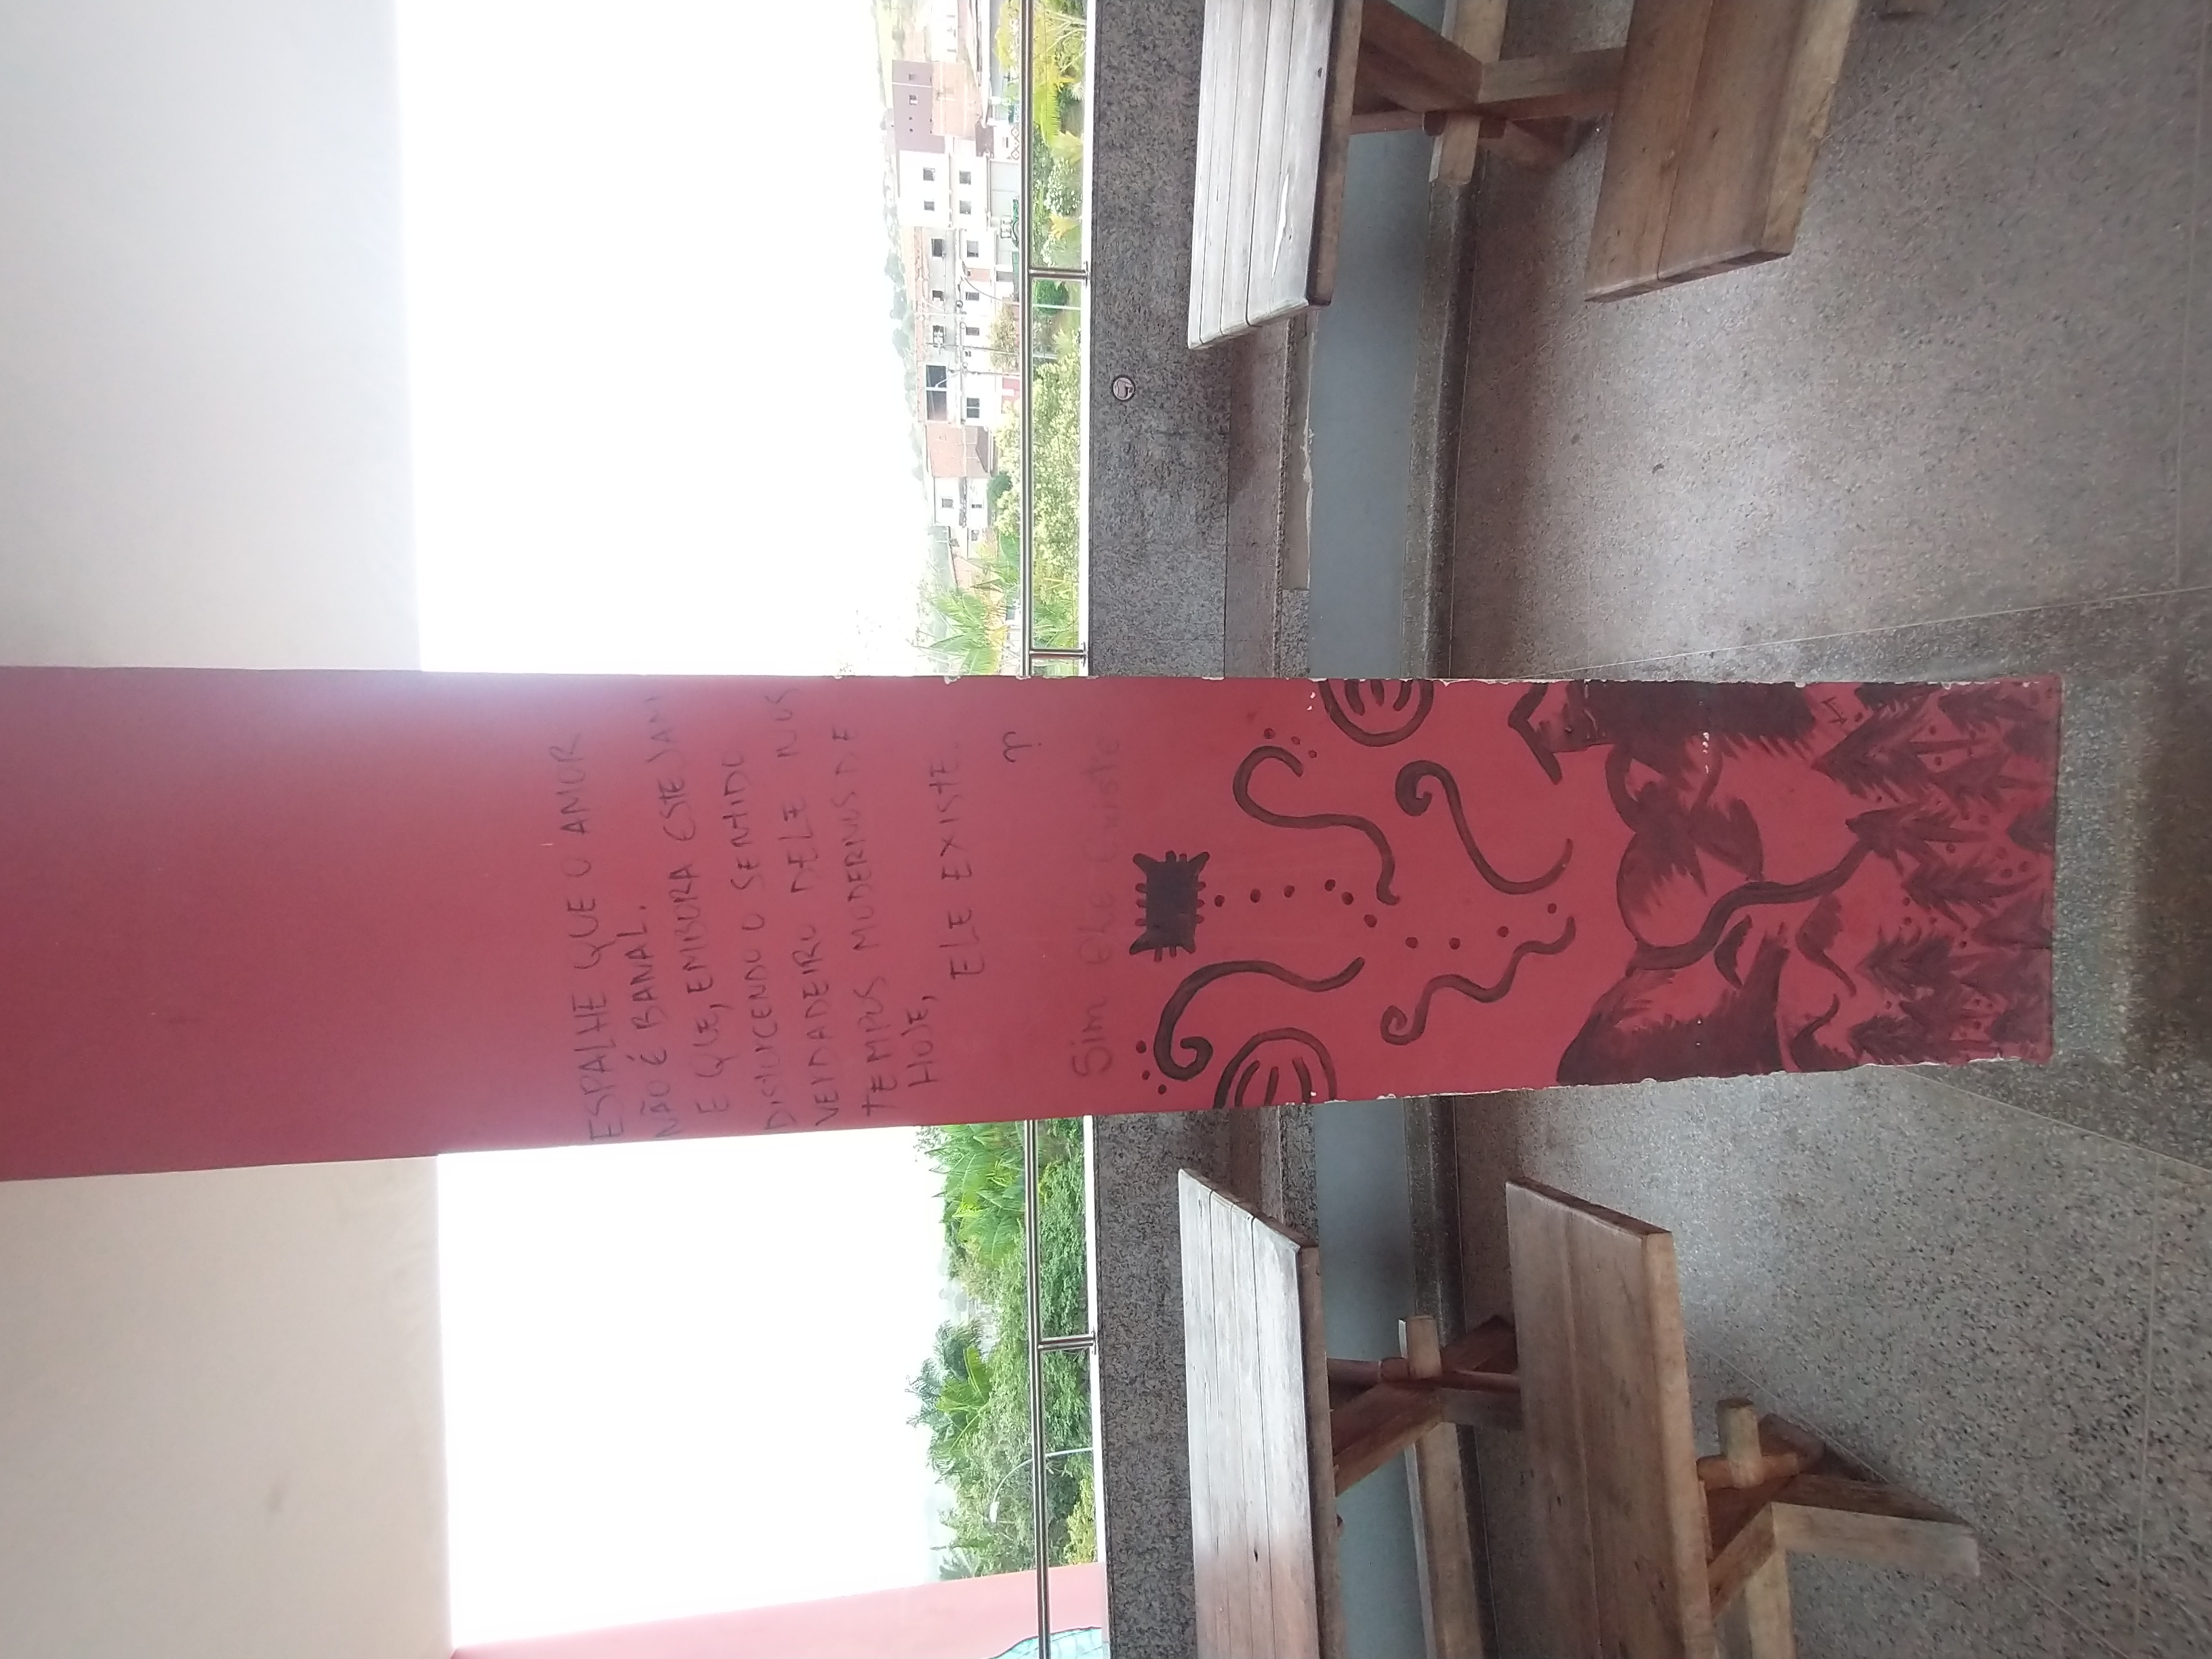 ESPALHE QUE O AMOR
NÃO É BANAL.
E QUE, EMBORA ESTEJAM
DISTORCENDO O SENTIDO
VERDADEIRO DELE NOS
TEMPOS MODERNOS DE
HOJE,
ELE EXISTE.
♈
Sim Ele Existe